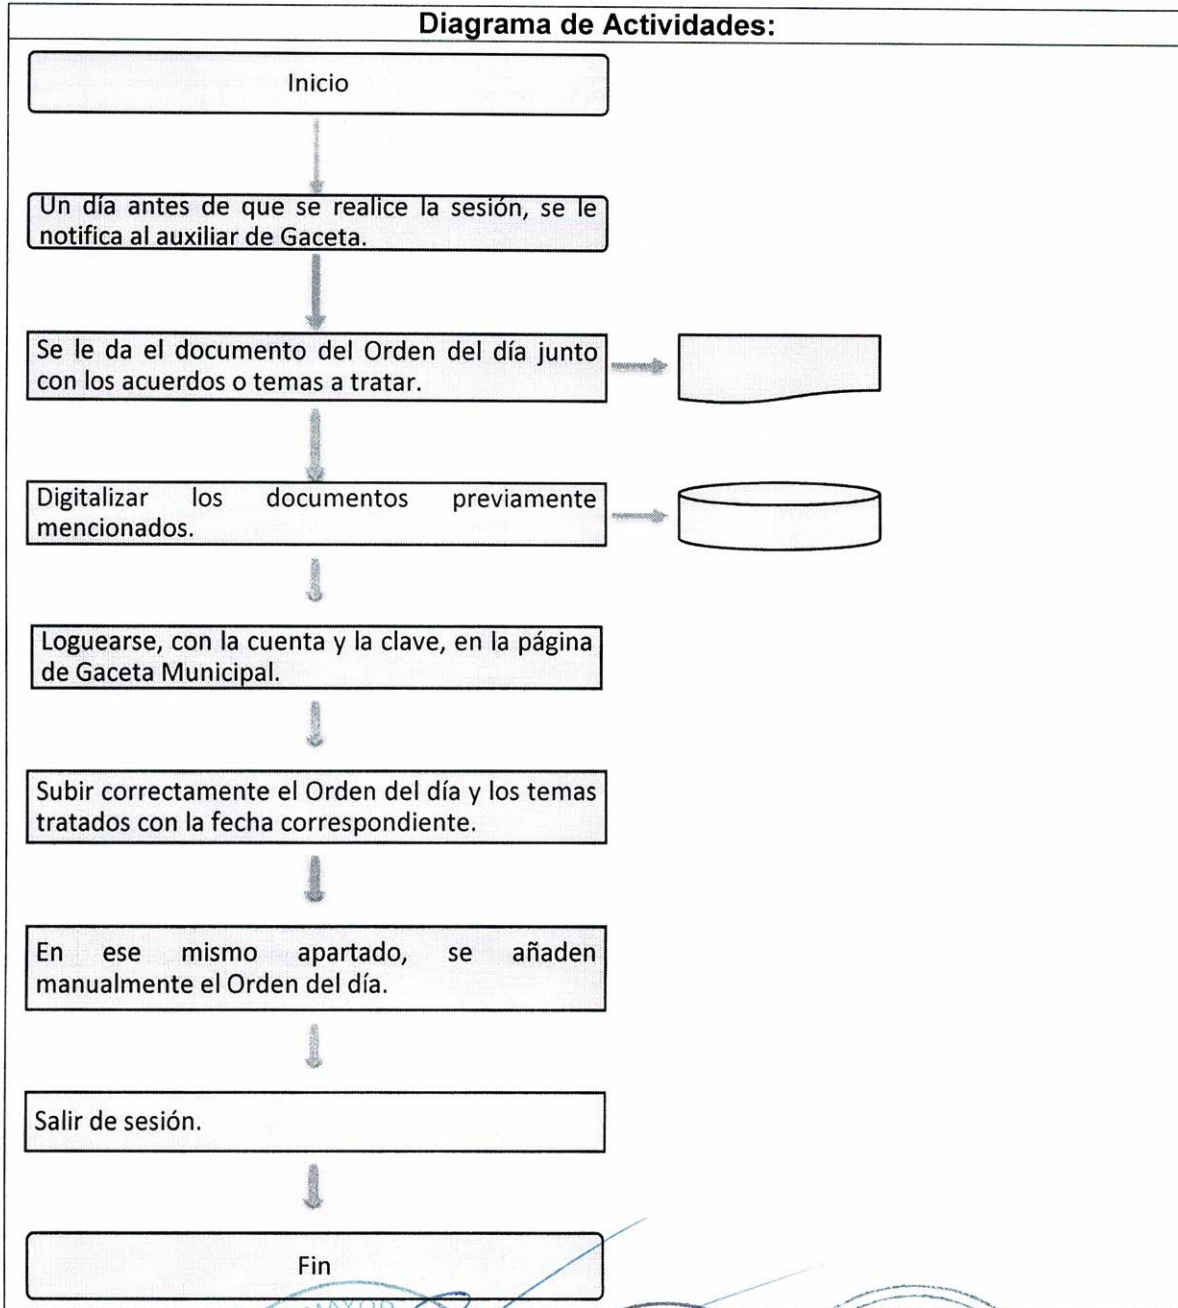 Diagrama de Actividades:
Inicio
Un día antes de que se realice la sesión, se le
notifica al auxiliar de Gaceta.
Se le da el documento del Orden del día junto
con los acuerdos o temas a tratar.
Digitalizar los documentos previamente
mencionados.
Loguearse, con la cuenta y la clave, en la página
de Gaceta Municipal.
Subir correctamente el Orden del día y los temas
tratados con la fecha correspondiente.
En ese mismo apartado, se añaden
manualmente el Orden del día.
Salir de sesión.
Fin
MAYOR